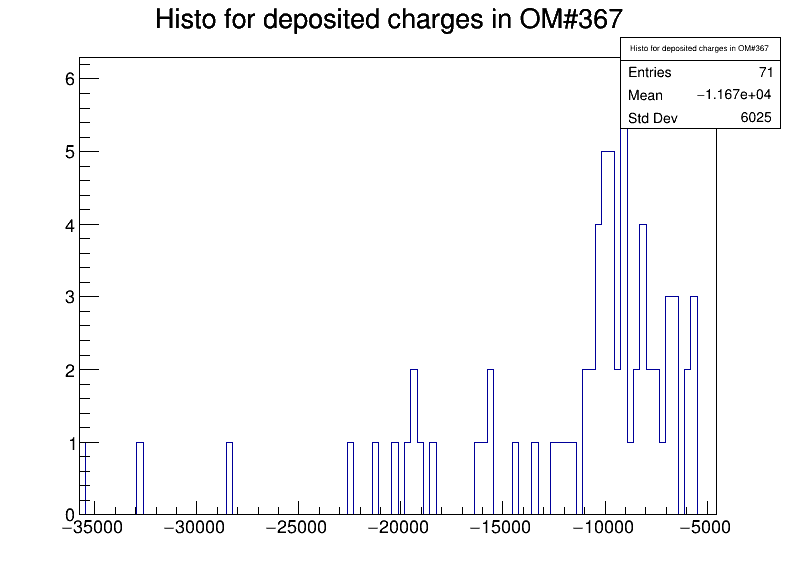 Histo for deposited charges in OM#367
Histo for deposited charges in OM#367
Entries 71
Mean −1.167e+04
Std Dev 6025
6
5
4
3
2
1
0
−35000 −30000 −25000 −20000 −15000 −10000 −5000